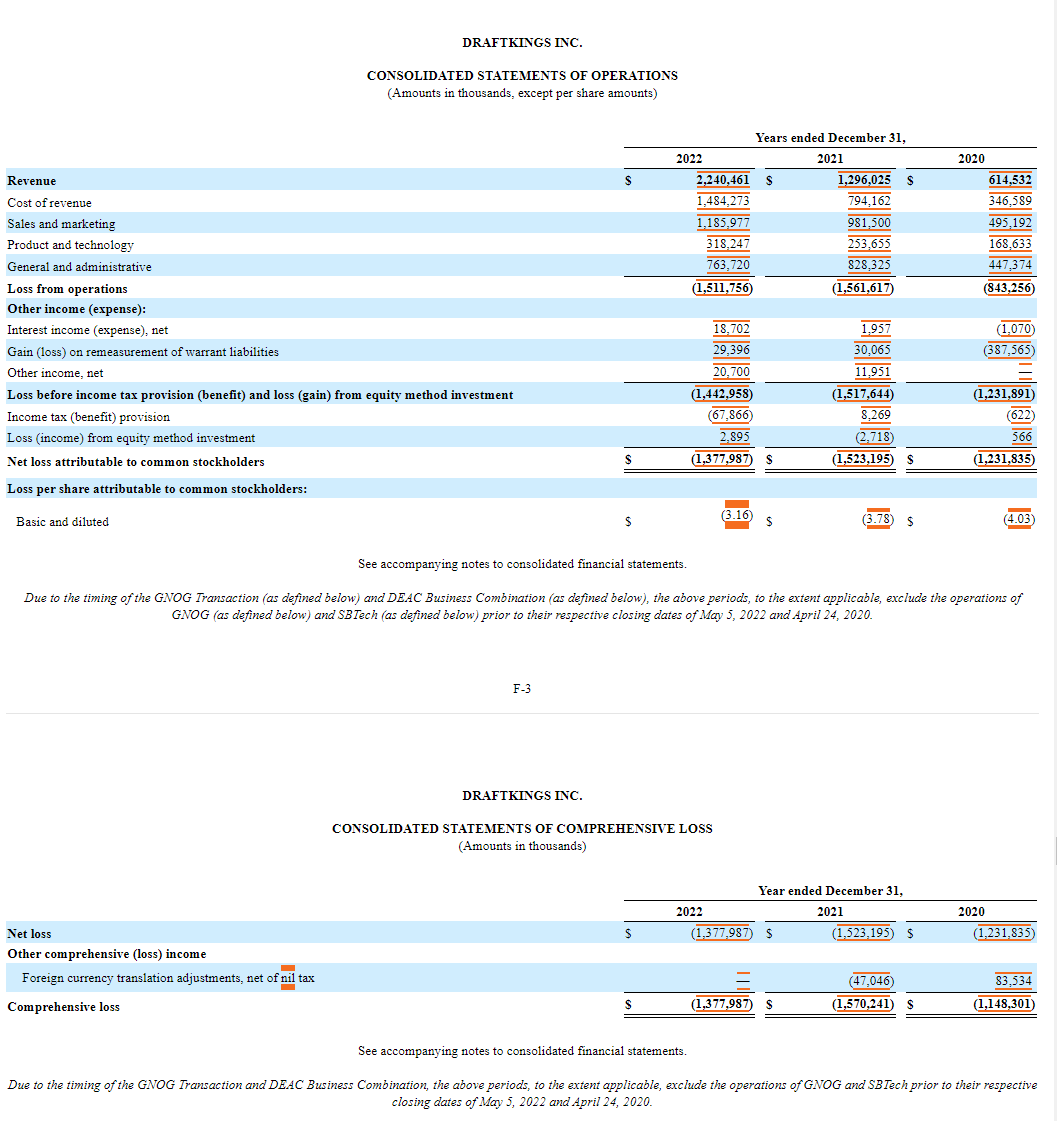 DRAFTKINGS INC.
CONSOLIDATED STATEMENTS OF OPERATIONS
(Amounts in thousands, except per share amounts)
Years ended December 31,
2022 2021 2020
Revenue $ 2,240,461 $ 1,296,025 $ 614,532
Cost of revenue 1,484,273 794,162 346,589
Sales and marketing 1,185,977 981,500 495,192
Product and technology 318,247 253,655 168,633
General and administrative 763,720 828,325 447,374
Loss from operations (1,511,756) (1,561,617) (843,256)
Other income (expense):
Interest income (expense), net 18,702 1,957 (1,070)
Gain (loss) on remeasurement of warrant liabilities 29,396 30,065 (387,565)
Other income, net 20,700 11,951 —
Loss before income tax provision (benefit) and loss (gain) from equity method investment (1,442,958) (1,517,644) (1,231,891)
Income tax (benefit) provision (67,866) 8,269 (622)
Loss (income) from equity method investment 2,895 (2,718) 566
Net loss attributable to common stockholders $ (1,377,987) $ (1,523,195) $ (1,231,835)
Loss per share attributable to common stockholders:
Basic and diluted $ (3.16) $ (3.78) $ (4.03)
See accompanying notes to consolidated financial statements.
Due to the timing of the GNOG Transaction (as defined below) and DEAC Business Combination (as defined below), the above periods, to the extent applicable, exclude the operations of
GNOG (as defined below) and SBTech (as defined below) prior to their respective closing dates of May 5, 2022 and April 24, 2020.
F-3
DRAFTKINGS INC.
CONSOLIDATED STATEMENTS OF COMPREHENSIVE LOSS
(Amounts in thousands)
Year ended December 31,
2022 2021 2020
Net loss $ (1,377,987) $ (1,523,195) $ (1,231,835)
Other comprehensive (loss) income
Foreign currency translation adjustments, net of nil tax — (47,046) 83,534
Comprehensive loss $ (1,377,987) $ (1,570,241) $ (1,148,301)
See accompanying notes to consolidated financial statements.
Due to the timing of the GNOG Transaction and DEAC Business Combination, the above periods, to the extent applicable, exclude the operations of GNOG and SBTech prior to their respective
closing dates of May 5, 2022 and April 24, 2020.